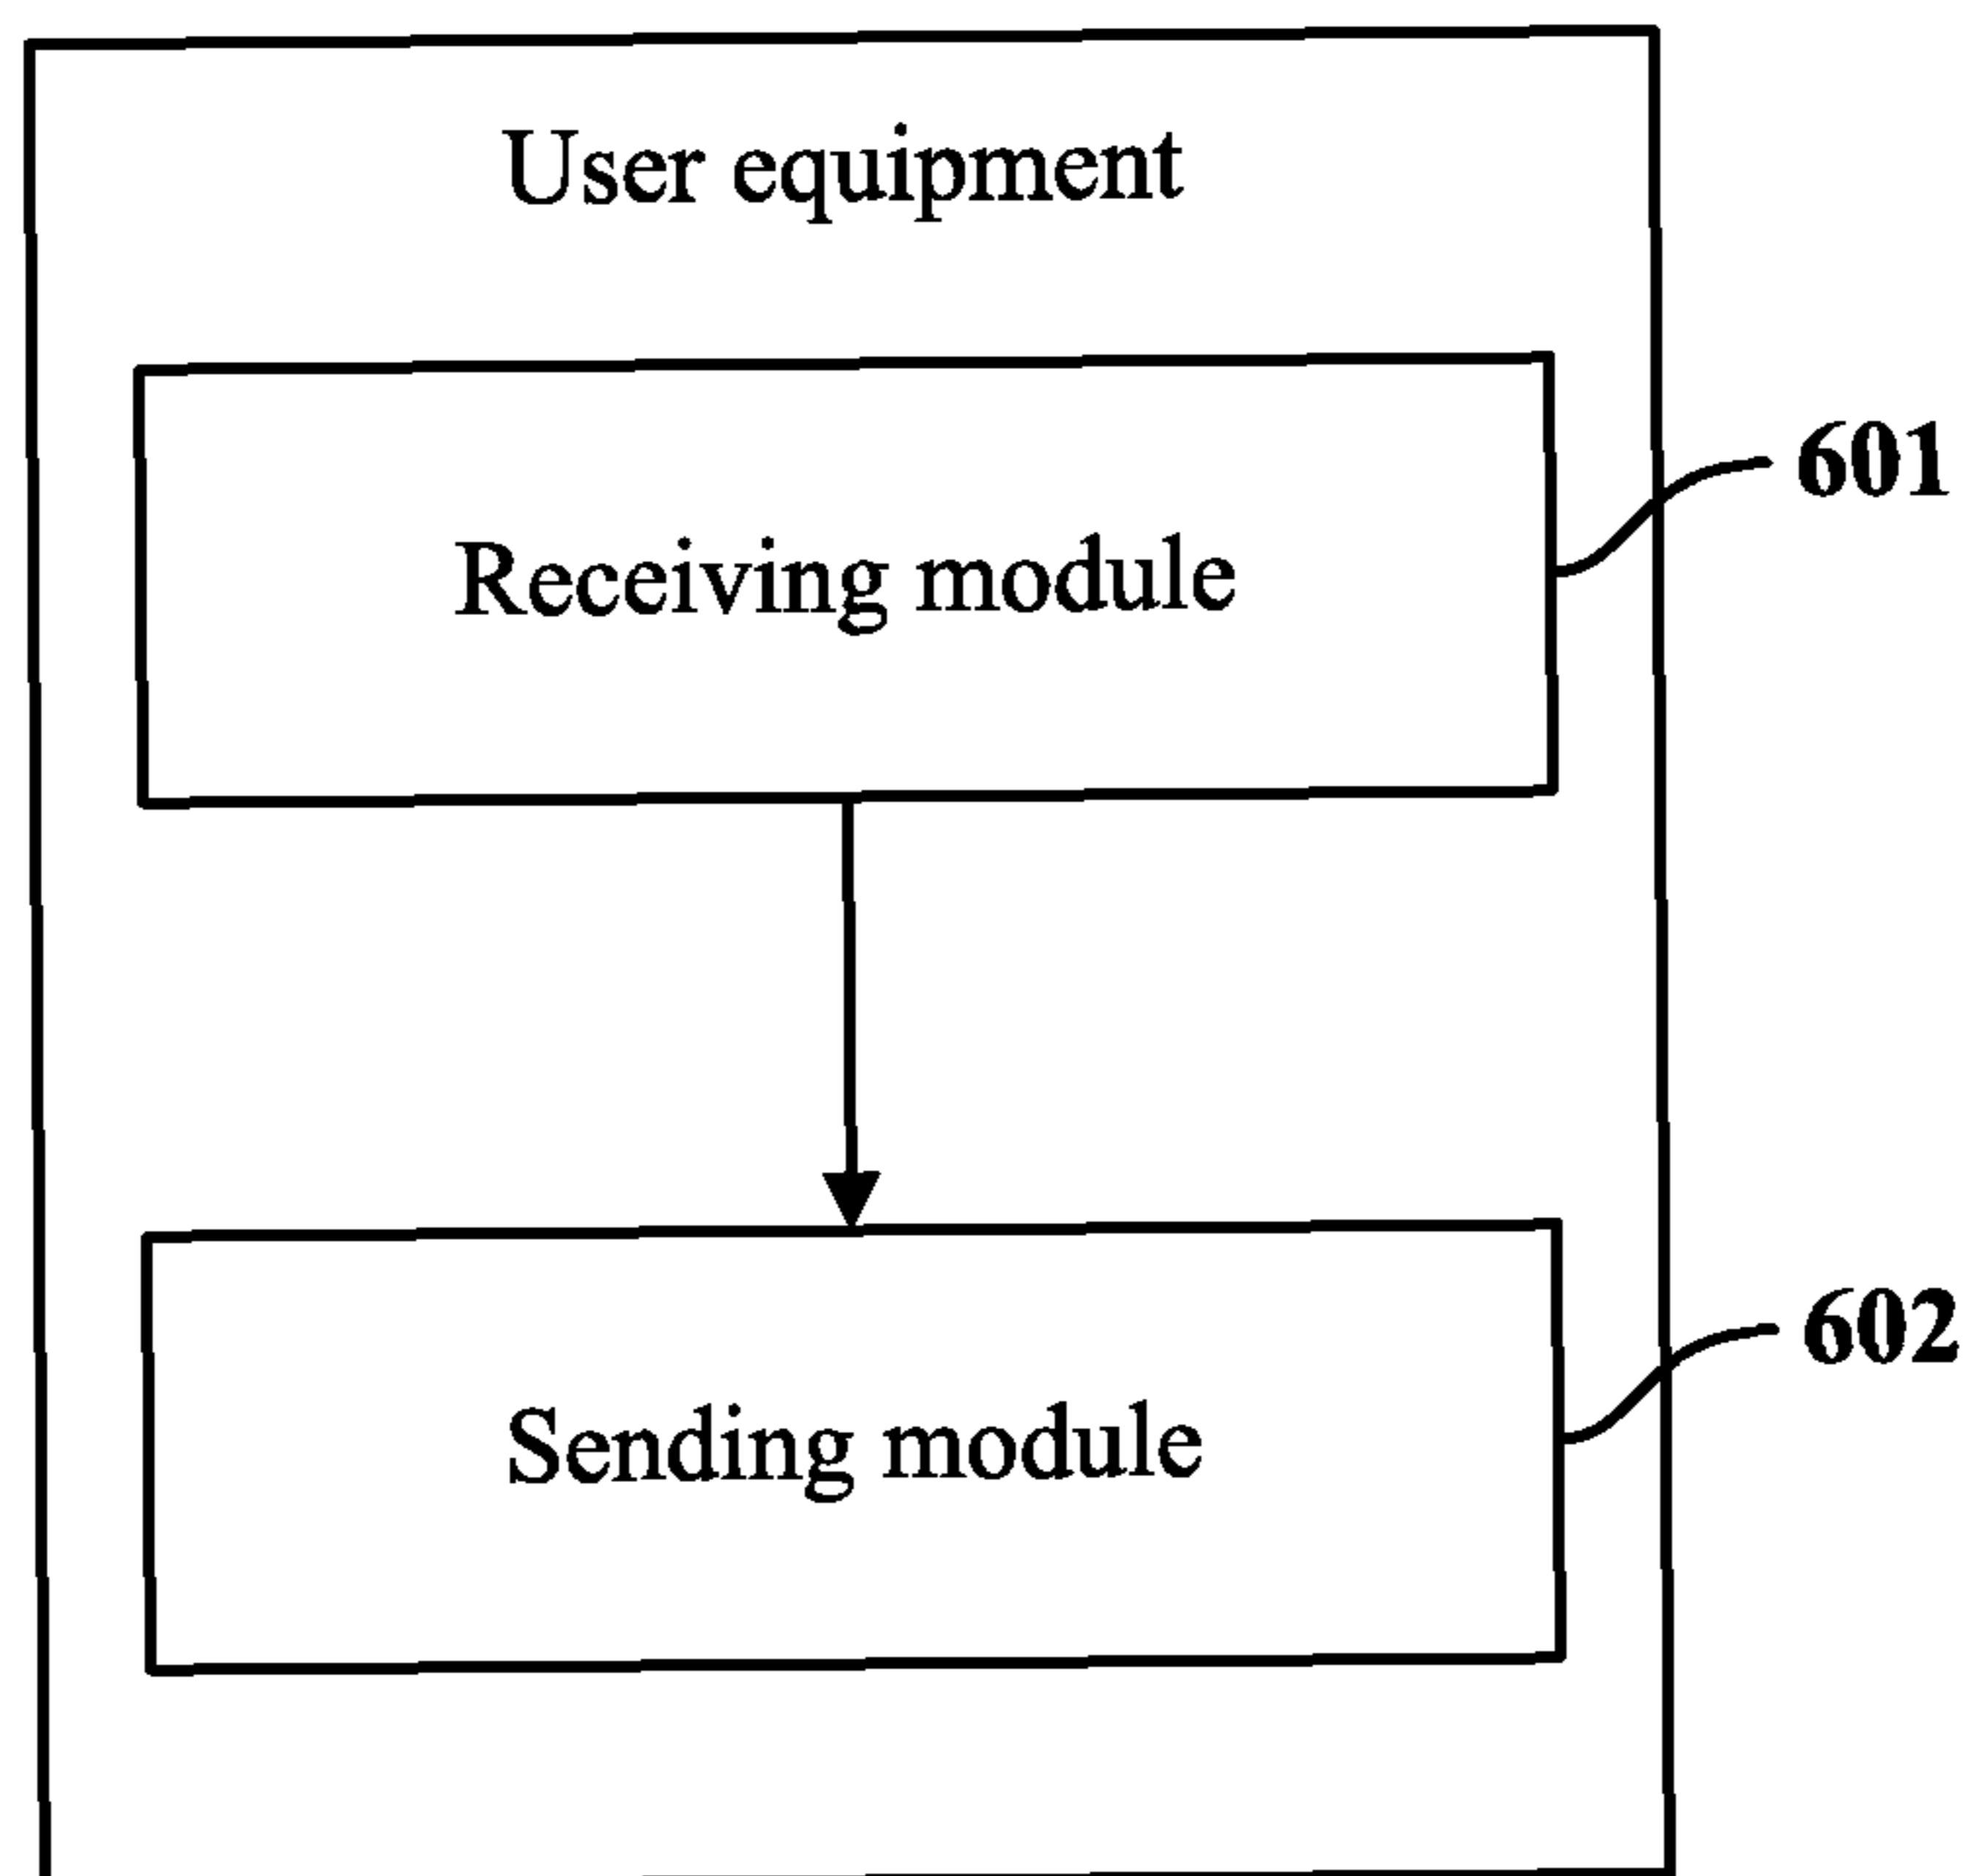 User equipment
Receiving module
601
Sending module
602